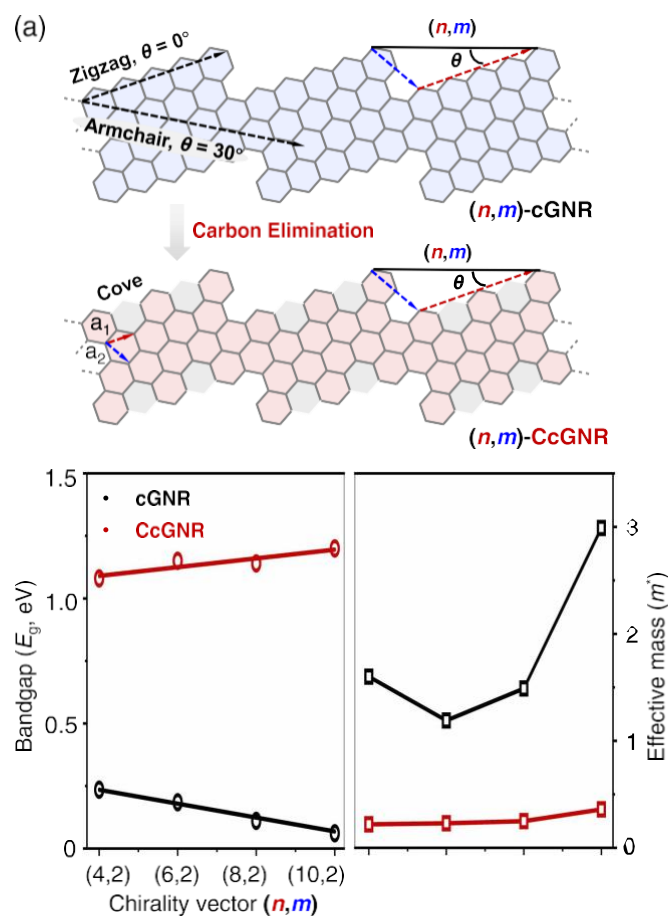 (a)
Zigzag, θ = 0°
Armchair, θ = 30°
(n,m)
θ
(n,m)-cGNR
Carbon Elimination
(n,m)
θ
Cove
a1
a2
(n,m)-CcGNR
1.5
1.0
0.5
0
Bandgap (Eg, eV)
cGNR
CcGNR
(4,2) (6,2) (8,2) (10,2)
Chirality vector (n,m)
3
2
1
0
Effective mass (m*)